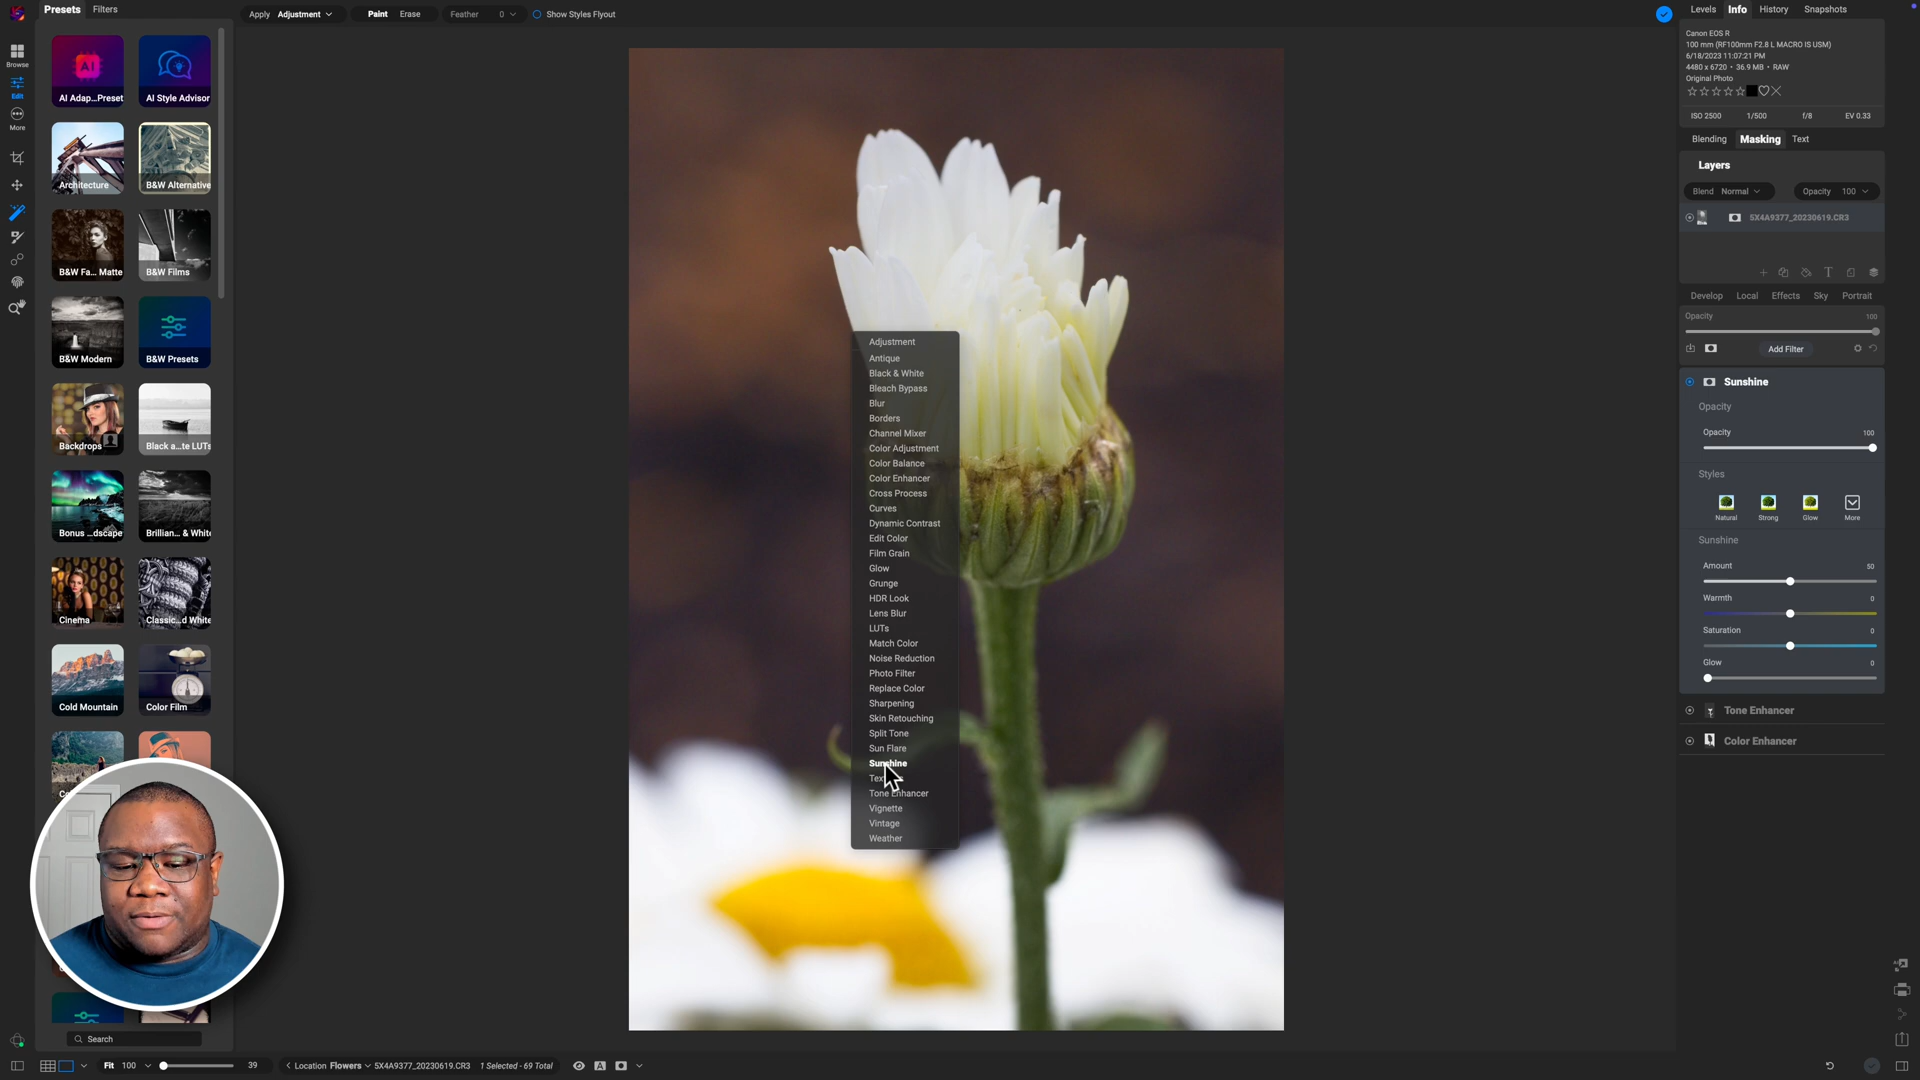 Presets Filters
Apply Adjustment Paint Erase Feather 0 Show Styles Flyout
Levels Info History Snapshots
Browse
Edit
More
AI Adap...Preset AI Style Advisor
Architecture B&W Alternative
B&W Fa... Matte B&W Films
B&W Modern B&W Presets
Backdrops Black a...te LUTs
Bonus ...dscape Brillian... & White
Cinema Classic...d White
Cold Mountain Color Film
Search
Adjustment
Antique
Black & White
Bleach Bypass
Blur
Borders
Channel Mixer
Color Adjustment
Color Balance
Color Enhancer
Cross Process
Curves
Dynamic Contrast
Edit Color
Film Grain
Glow
Grunge
HDR Look
Lens Blur
LUTs
Match Color
Noise Reduction
Photo Filter
Replace Color
Sharpening
Skin Retouching
Split Tone
Sun Flare
Sunshine
Tone Enhancer
Vignette
Vintage
Weather
Canon EOS R
100 mm (RF100mm F2.8 L MACRO IS USM)
6/18/2023 11:07:21 PM
4480 x 6720 • 36.9 MB • RAW
Original Photo
ISO 2500 1/500 f/8 EV 0.33
Blending Masking Text
Layers
Blend Normal Opacity 100
5X4A9377_20230619.CR3
Develop Local Effects Sky Portrait
Opacity 100
Add Filter
Sunshine
Opacity
Opacity 100
Styles
Natural Strong Glow More
Sunshine
Amount 50
Warmth 0
Saturation 0
Glow 0
Tone Enhancer
Color Enhancer
Fit 100 39 Location Flowers 5X4A9377_20230619.CR3 1 Selected - 69 Total